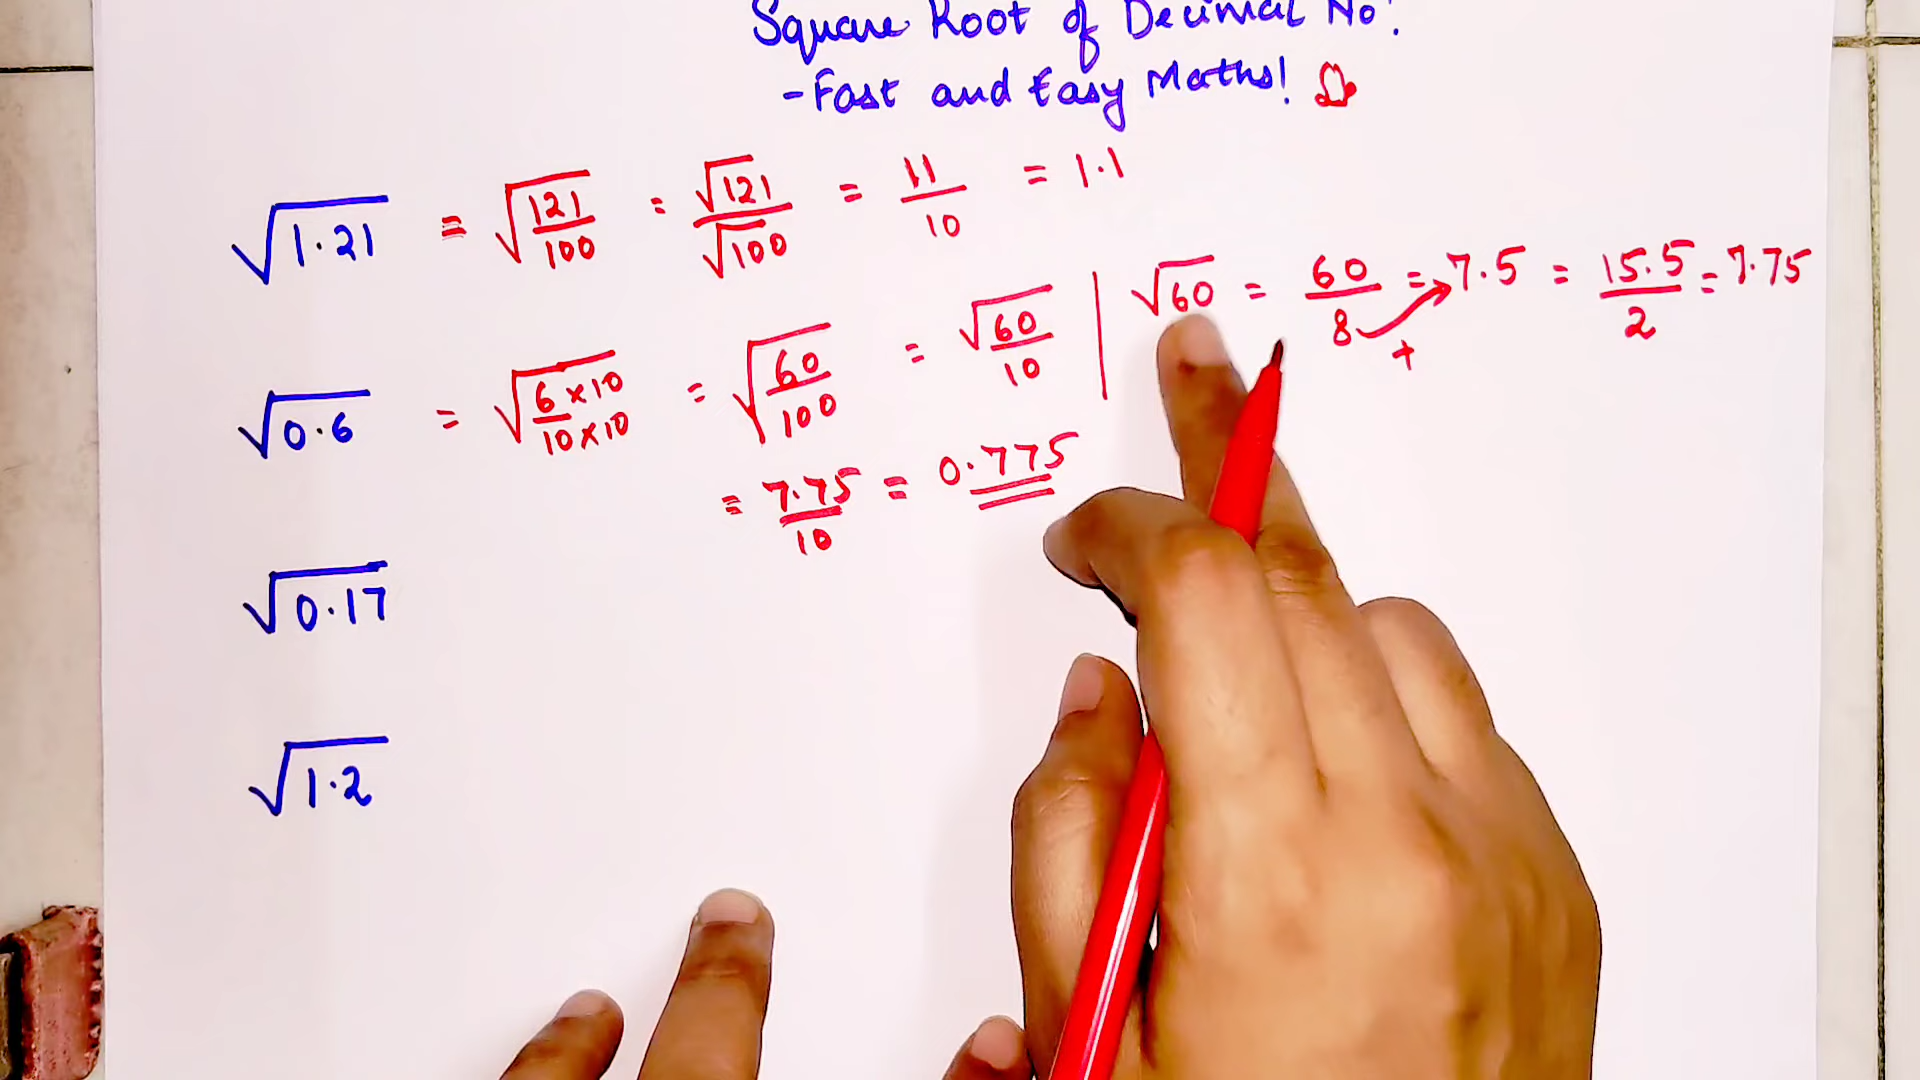 Square Root of Decimal No!
- Fast and Easy Maths!
√1.21 = √(121/100) = √121/√100 = 11/10 = 1.1
√0.6 = √(6×10/10×10) = √(60/100) = √60/10 | √60 = 60/8 = 7.5 = 15.5/2 = 7.75
+
= 7.75/10 = 0.775
√0.17
√1.2